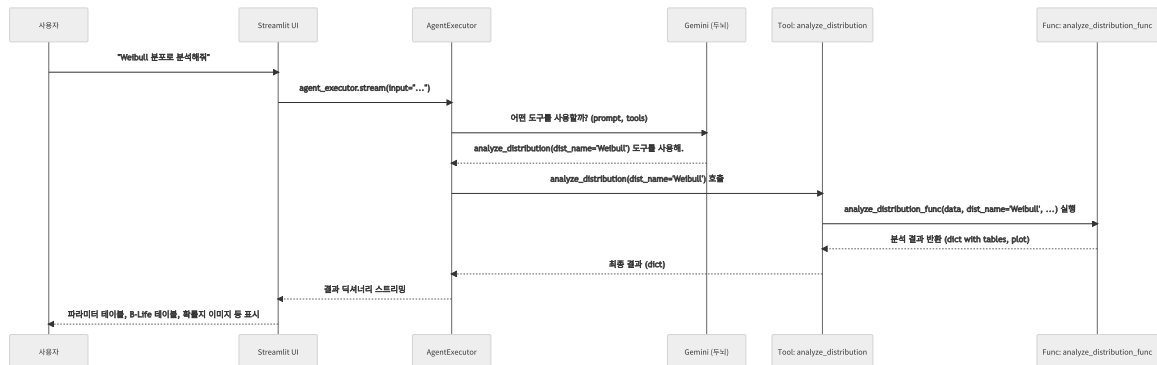 사용자
Streamlit UI
AgentExecutor
Gemini (두뇌)
Tool: analyze_distribution
Func: analyze_distribution_func
"Weibull 분포로 분석해줘"
agent_executor.stream(input="...")
어떤 도구를 사용할까? (prompt, tools)
analyze_distribution(dist_name='Weibull') 도구를 사용해.
analyze_distribution(dist_name='Weibull') 호출
analyze_distribution_func(data, dist_name='Weibull', ...) 실행
분석 결과 반환 (dict with tables, plot)
최종 결과 (dict)
결과 딕셔너리 스트리밍
파라미터 테이블, B-Life 테이블, 확률지 이미지 등 표시
사용자
Streamlit UI
AgentExecutor
Gemini (두뇌)
Tool: analyze_distribution
Func: analyze_distribution_func